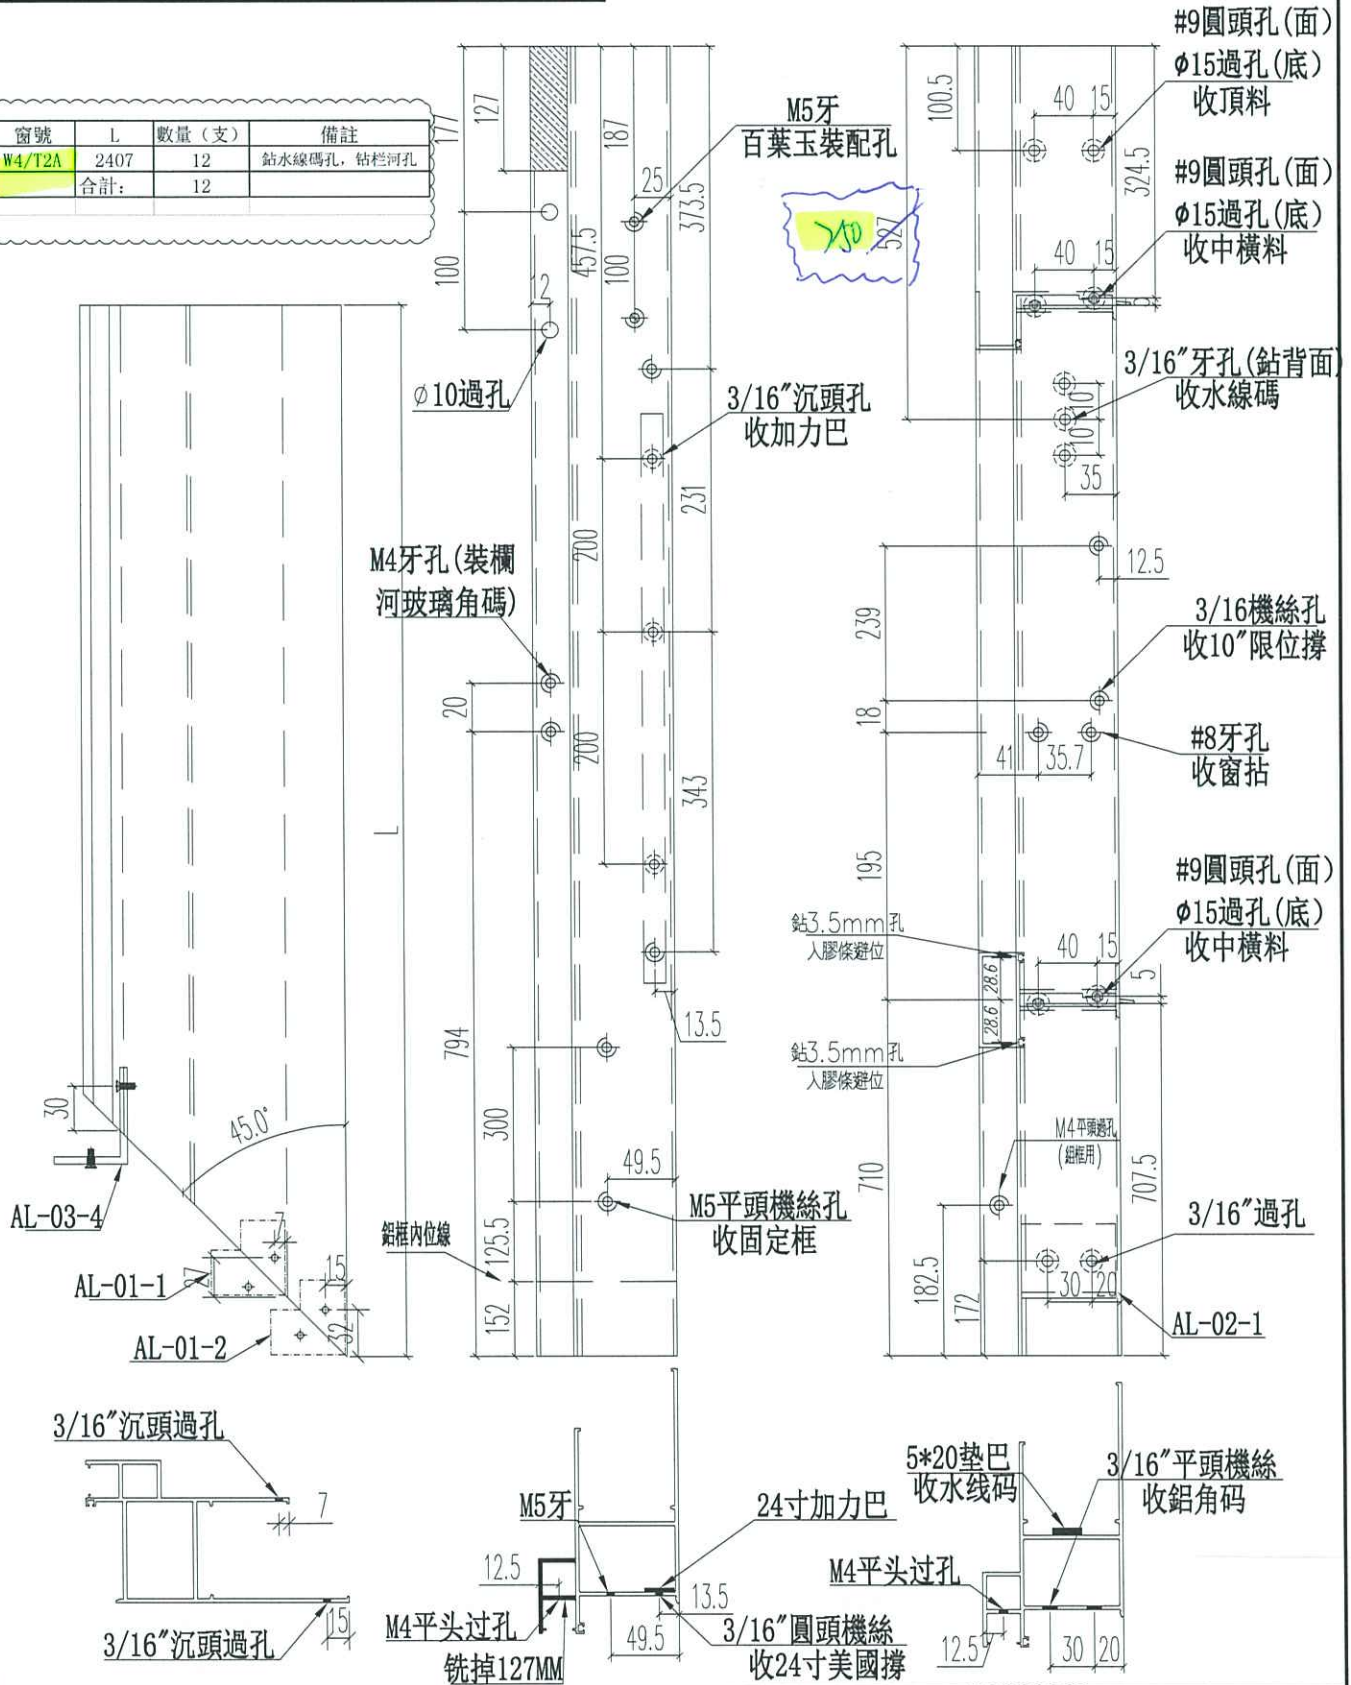 窗號 L 數量（支） 備註
W4/T2A 2407 12 鉆水線碼孔，钻栏河孔
合計: 12
177
127
187
25
373.5
457.5
100
100
12
M5牙
百葉玉裝配孔
527
750
#9圓頭孔(面)
ϕ15過孔(底)
收頂料
100.5
40 15
324.5
#9圓頭孔(面)
ϕ15過孔(底)
收中橫料
40 15
3/16"牙孔(鉆背面)
收水線碼
10
10
35
∅10過孔
3/16"沉頭孔
收加力巴
231
200
M4牙孔(裝欄
河玻璃角碼)
20
200
343
794
13.5
300
49.5
M5平頭機絲孔
收固定框
鋁框內位線
125.5
152
12.5
239
3/16機絲孔
收10"限位撐
18
41 35.7
#8牙孔
收窗拈
195
#9圓頭孔(面)
ϕ15過孔(底)
收中橫料
鉆3.5mm孔
入膠條避位
40 15
5
28.6
28.6
鉆3.5mm孔
入膠條避位
M4平頭過孔
(組框用)
710
707.5
3/16"過孔
182.5
172
30 20
AL-02-1
L
30
45.0°
AL-03-4
7
27
AL-01-1
15
32
AL-01-2
3/16"沉頭過孔
7
15
3/16"沉頭過孔
M5牙
24寸加力巴
12.5
13.5
49.5
M4平头过孔
铣掉127MM
3/16"圓頭機絲
收24寸美國撐
5*20垫巴
收水线码
3/16"平頭機絲
收鋁角码
M4平头过孔
12.5
30 20